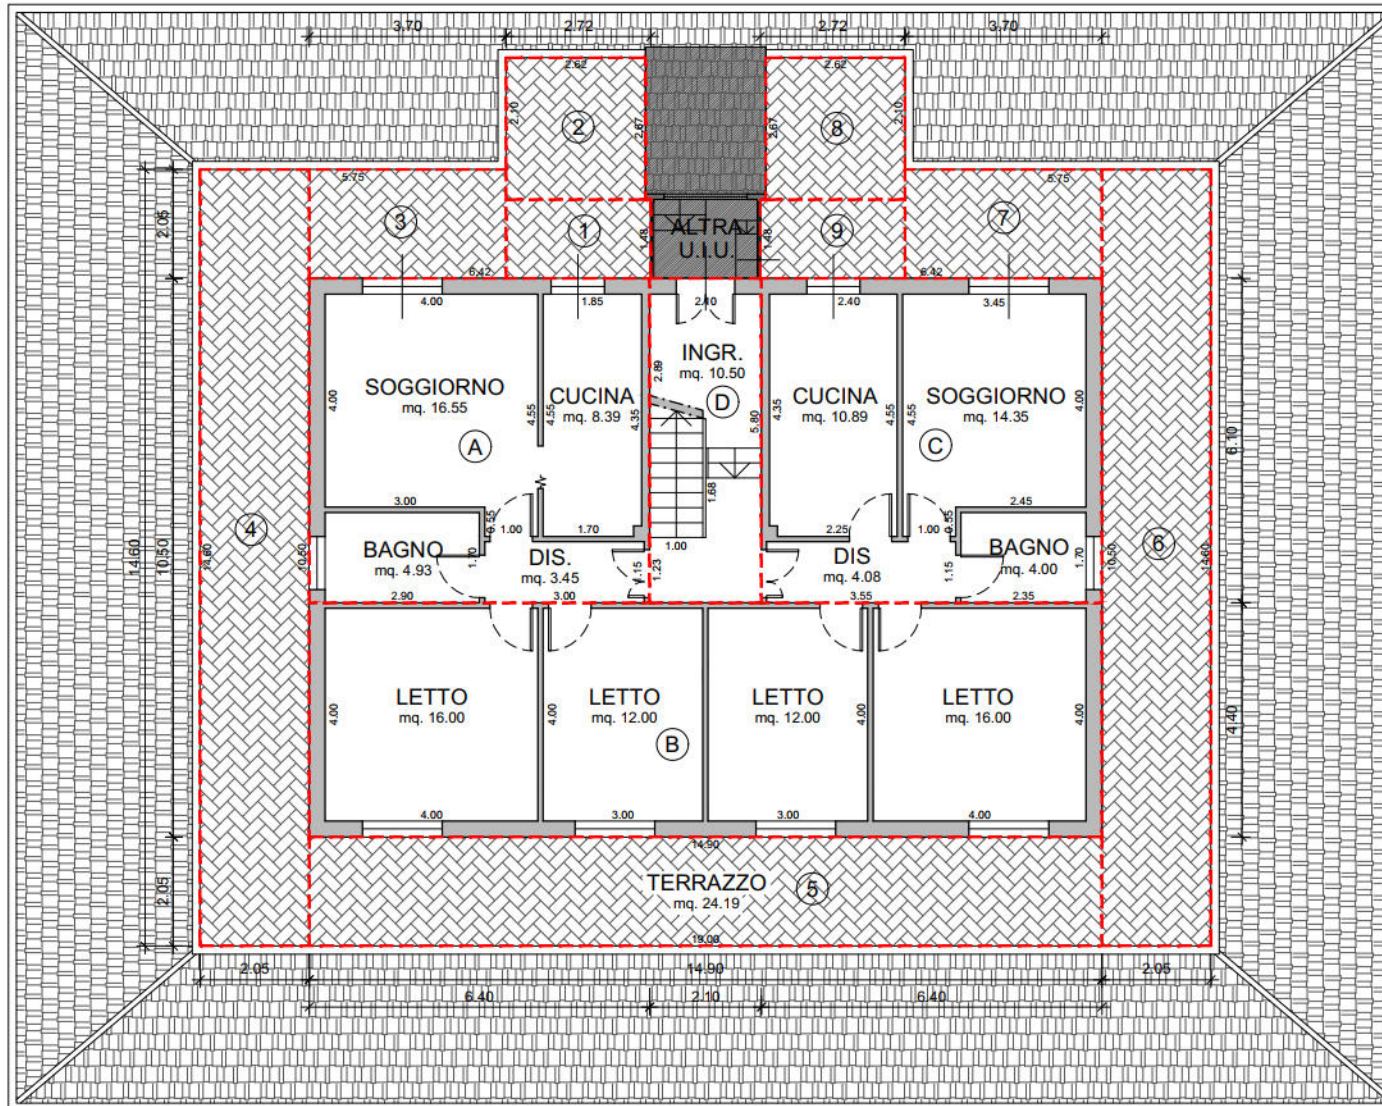 3.70 2.72 2.72 3.70
2.62 2.62
2.10 2.67 2.67 2.10
2 8
5.75 5.75
2.05
3 1 9 7
1.48 1.48
ALTRA
U.I.U.
6.42 6.42
4.00 1.85 2.10 2.40 3.45
INGR.
mq. 10.50
2.89
D
SOGGIORNO
mq. 16.55
CUCINA
mq. 8.39
CUCINA
mq. 10.89
SOGGIORNO
mq. 14.35
4.00 4.55 4.55 4.35 5.80 4.35 4.55 4.55 4.00
6.10
A C
1.68
3.00 2.45
0.55 1.00 1.70 2.25 1.00 0.55
4 6
14.60 10.50 14.60 10.50 10.50 14.60
BAGNO
mq. 4.93
1.70
DIS.
mq. 3.45
1.00
1.15 1.23
DIS
mq. 4.08
1.15
BAGNO
mq. 4.00
1.70
2.90 3.00 3.55 2.35
LETTO
mq. 16.00
LETTO
mq. 12.00
LETTO
mq. 12.00
LETTO
mq. 16.00
4.00 4.00 4.00 4.00
4.40
B
4.00 3.00 3.00 4.00
14.90
TERRAZZO
mq. 24.19
5
2.05
19.00
2.05 14.90 2.05
6.40 2.10 6.40